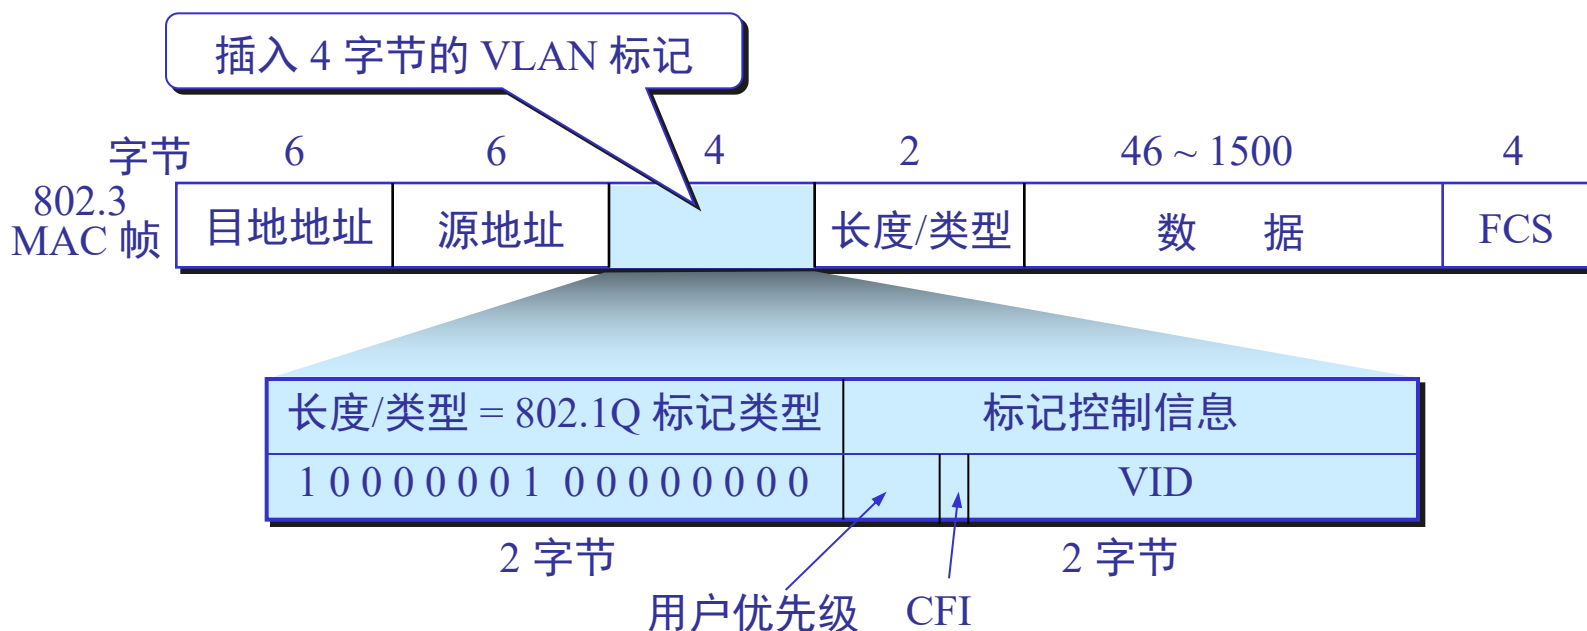 插入 4 字节的 VLAN 标记
字节 6 6 4 2 46 ~ 1500 4
802.3
MAC 帧
目地地址 源地址 长度/类型 数 据 FCS
长度/类型 = 802.1Q 标记类型 标记控制信息
1 0 0 0 0 0 0 1 0 0 0 0 0 0 0 0 VID
2 字节 2 字节
用户优先级 CFI